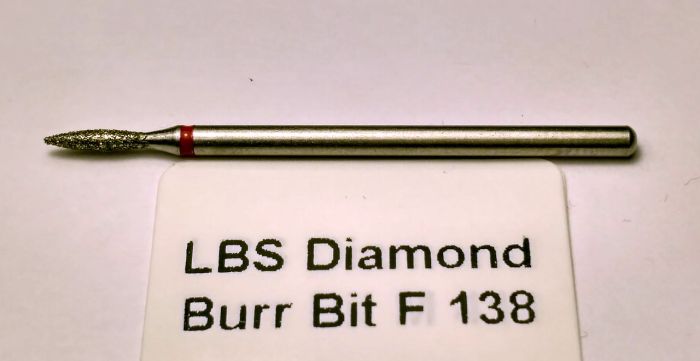 LBS Diamond
Burr Bit F 138